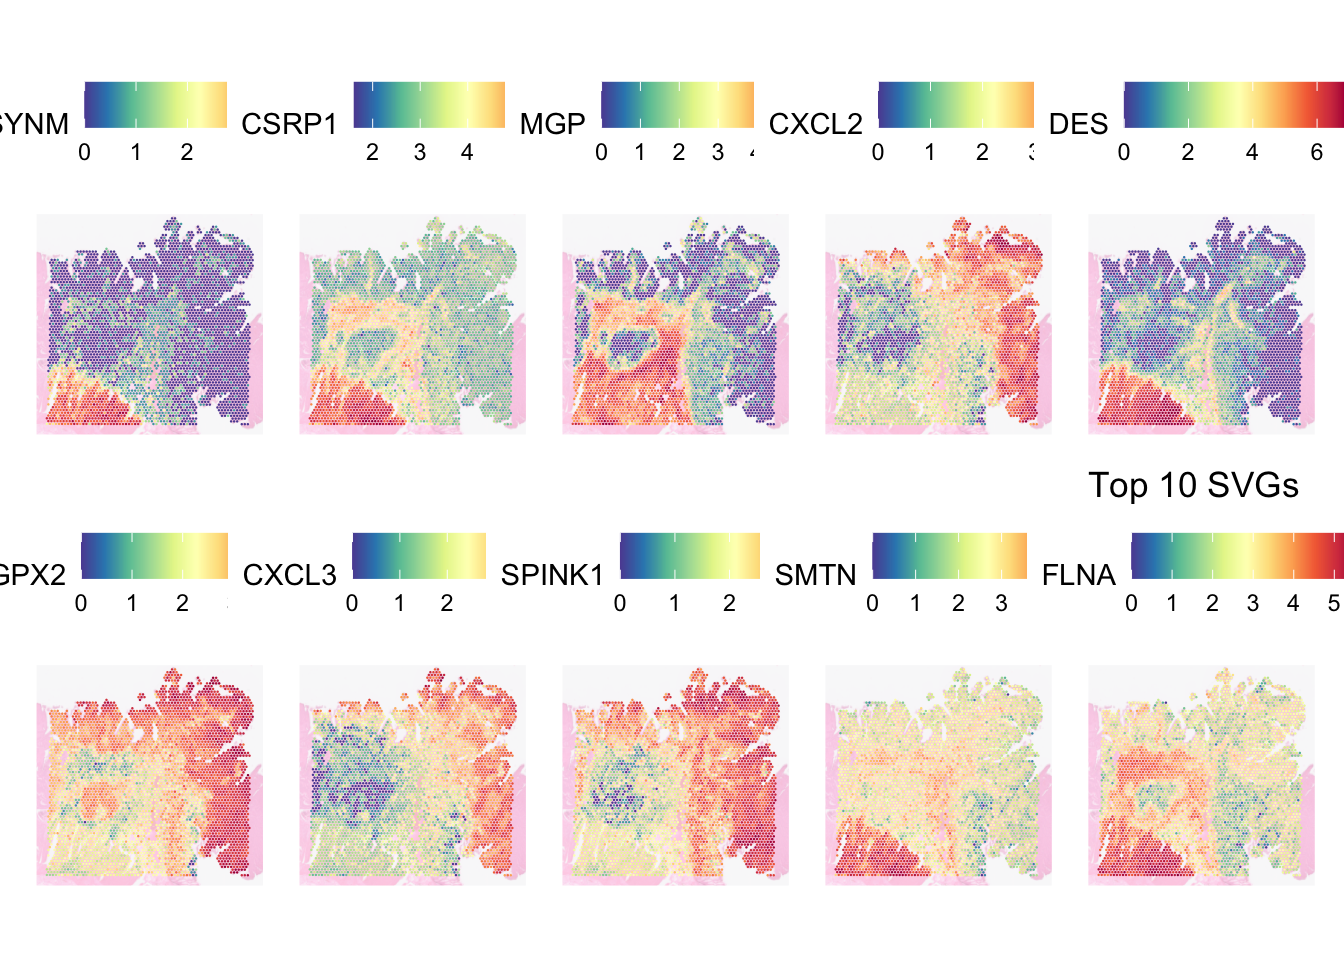 SYNM
0 1 2
CSRP1
2 3 4
MGP
0 1 2 3
CXCL2
0 1 2
DES
0 2 4 6
Top 10 SVGs
GPX2
0 1 2
CXCL3
0 1 2
SPINK1
0 1 2
SMTN
0 1 2 3
FLNA
0 1 2 3 4 5